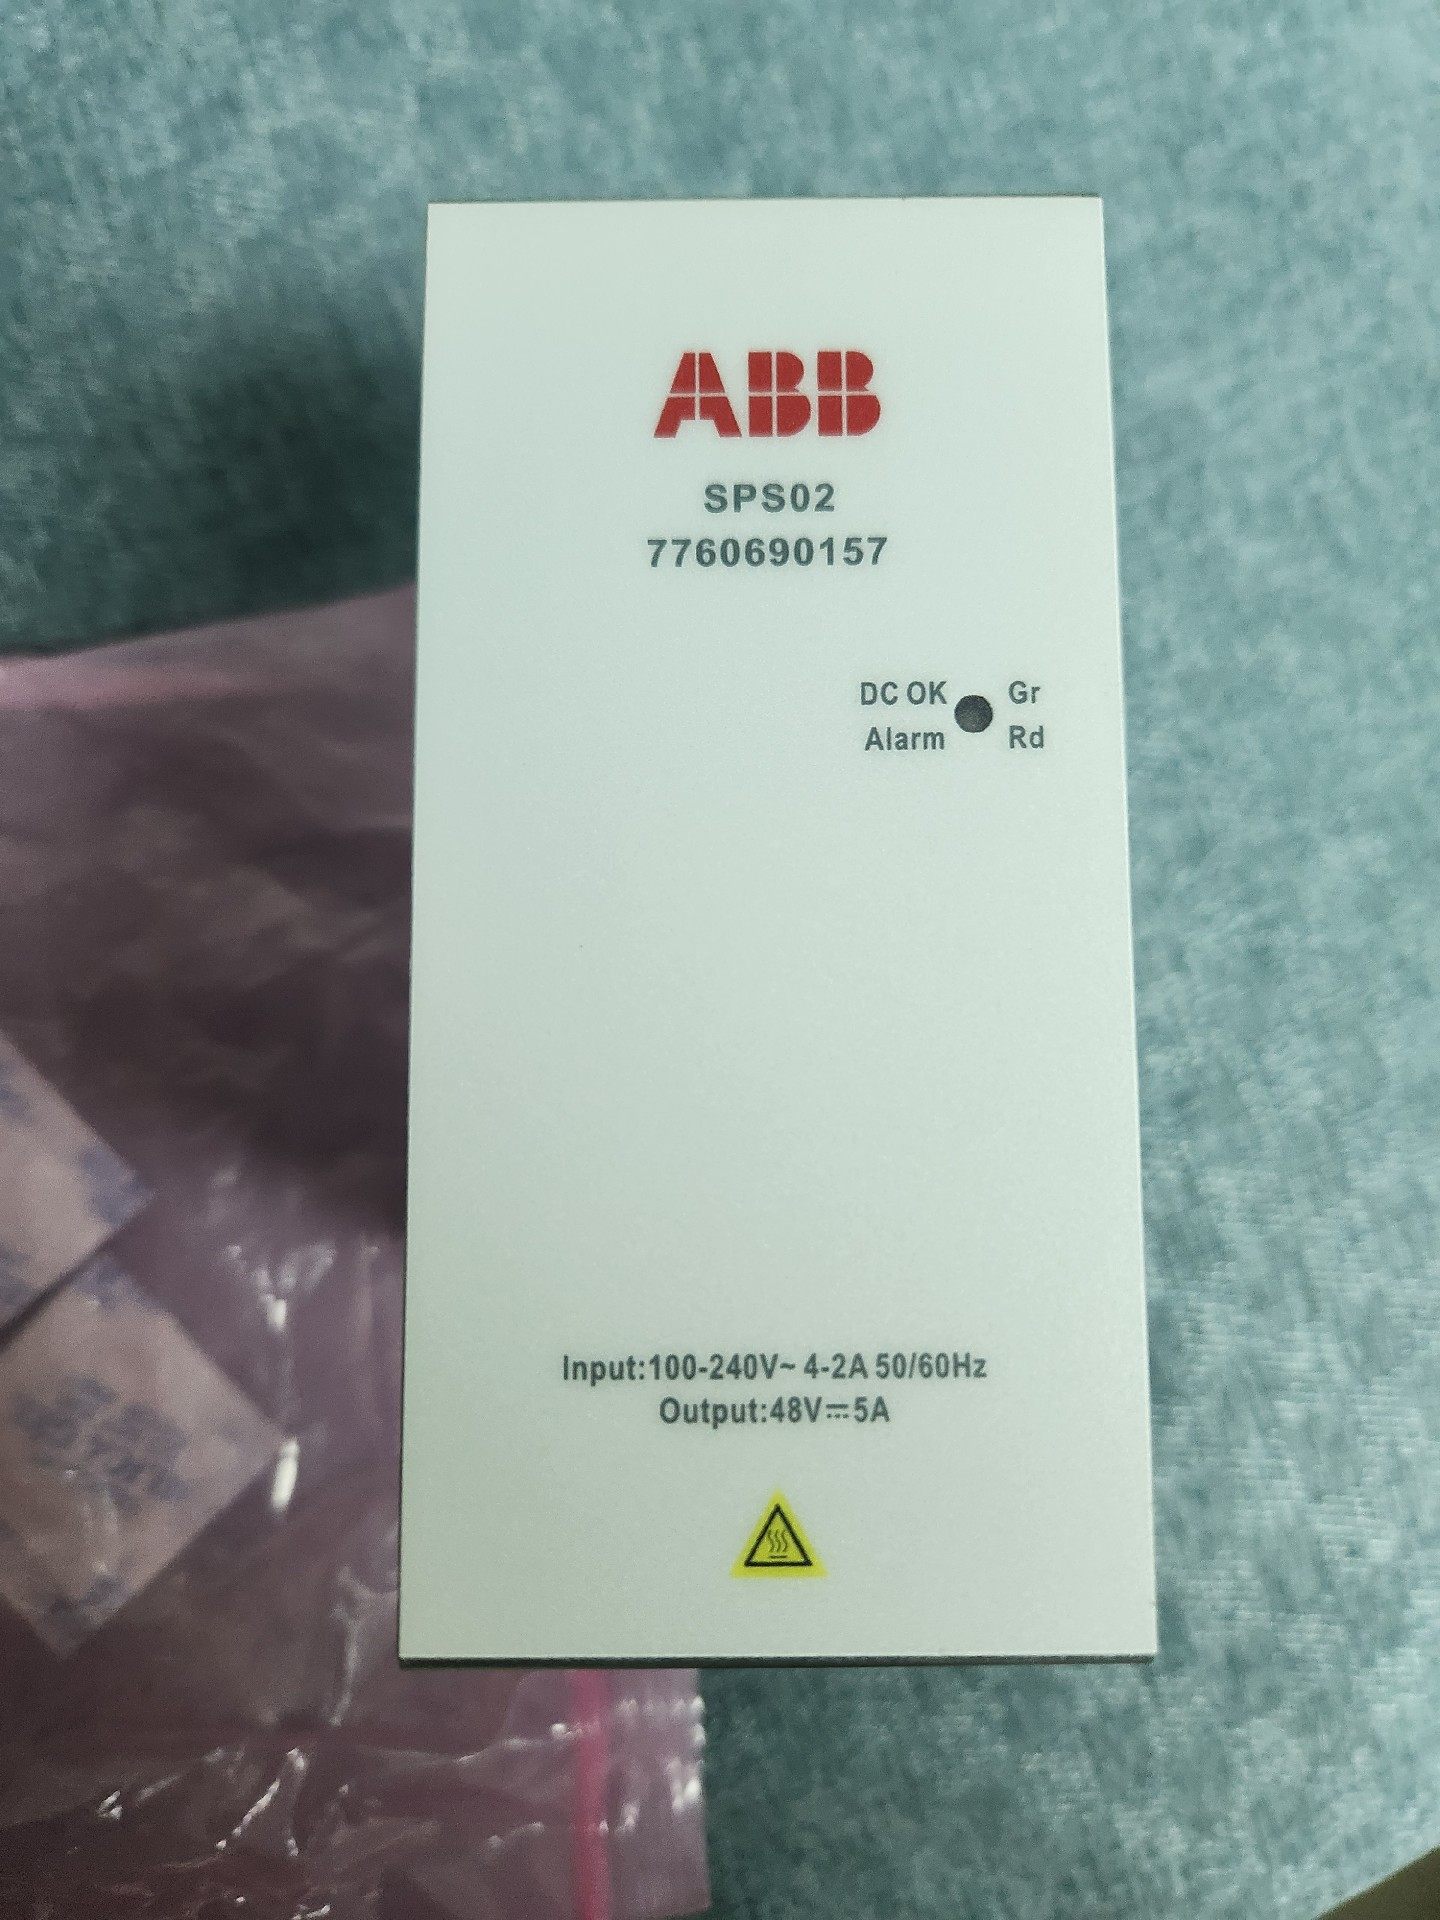 ABB
SPS02
7760690157
DC OK Gr
Alarm Rd
Input:100-240V~ 4-2A 50/60Hz
Output:48V⎓5A